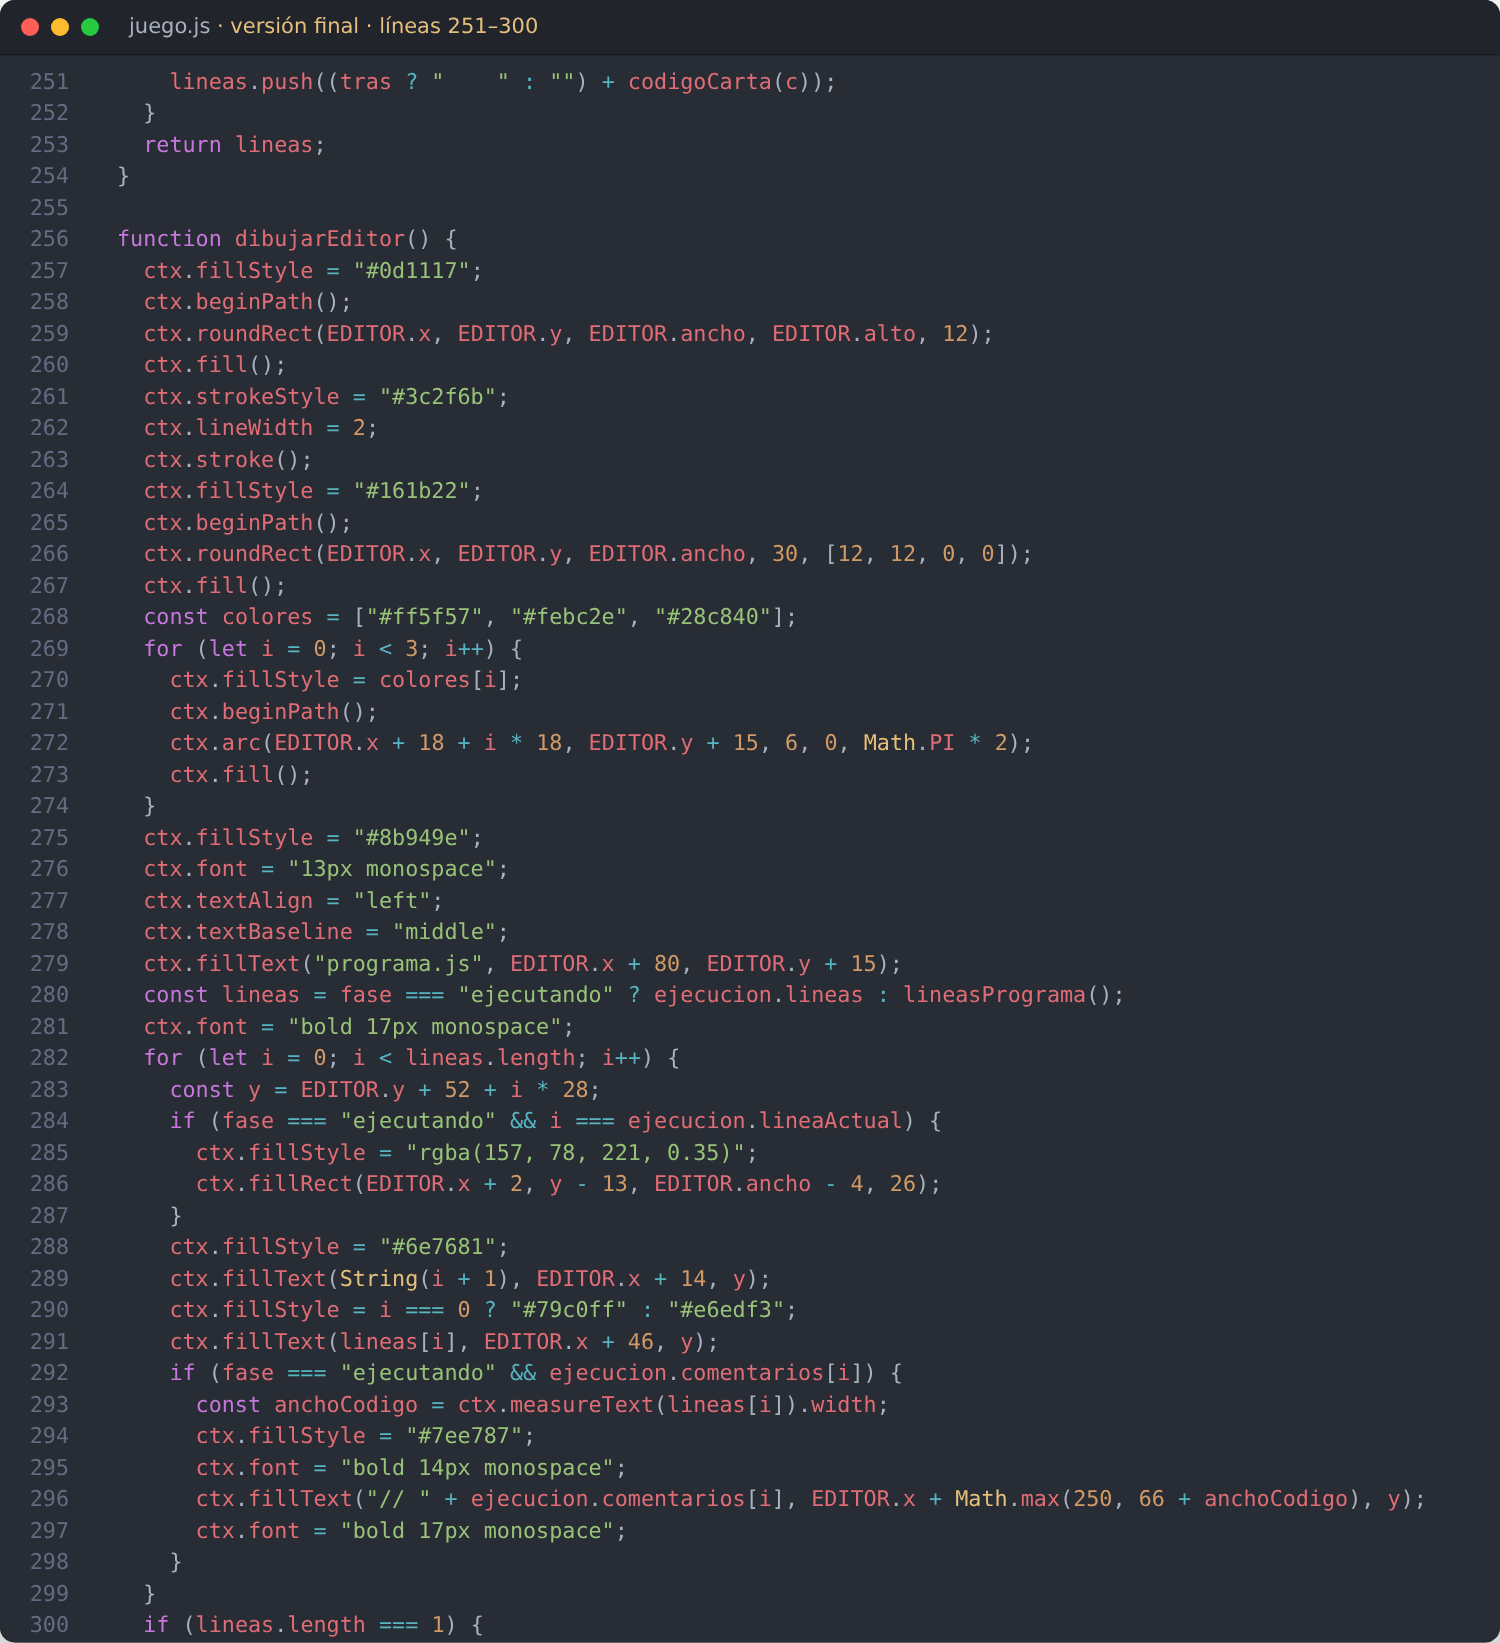 juego.js · versión final · líneas 251–300
251       lineas.push((tras ? "    " : "") + codigoCarta(c));
252     }
253     return lineas;
254   }
255
256   function dibujarEditor() {
257     ctx.fillStyle = "#0d1117";
258     ctx.beginPath();
259     ctx.roundRect(EDITOR.x, EDITOR.y, EDITOR.ancho, EDITOR.alto, 12);
260     ctx.fill();
261     ctx.strokeStyle = "#3c2f6b";
262     ctx.lineWidth = 2;
263     ctx.stroke();
264     ctx.fillStyle = "#161b22";
265     ctx.beginPath();
266     ctx.roundRect(EDITOR.x, EDITOR.y, EDITOR.ancho, 30, [12, 12, 0, 0]);
267     ctx.fill();
268     const colores = ["#ff5f57", "#febc2e", "#28c840"];
269     for (let i = 0; i < 3; i++) {
270       ctx.fillStyle = colores[i];
271       ctx.beginPath();
272       ctx.arc(EDITOR.x + 18 + i * 18, EDITOR.y + 15, 6, 0, Math.PI * 2);
273       ctx.fill();
274     }
275     ctx.fillStyle = "#8b949e";
276     ctx.font = "13px monospace";
277     ctx.textAlign = "left";
278     ctx.textBaseline = "middle";
279     ctx.fillText("programa.js", EDITOR.x + 80, EDITOR.y + 15);
280     const lineas = fase === "ejecutando" ? ejecucion.lineas : lineasPrograma();
281     ctx.font = "bold 17px monospace";
282     for (let i = 0; i < lineas.length; i++) {
283       const y = EDITOR.y + 52 + i * 28;
284       if (fase === "ejecutando" && i === ejecucion.lineaActual) {
285         ctx.fillStyle = "rgba(157, 78, 221, 0.35)";
286         ctx.fillRect(EDITOR.x + 2, y - 13, EDITOR.ancho - 4, 26);
287       }
288       ctx.fillStyle = "#6e7681";
289       ctx.fillText(String(i + 1), EDITOR.x + 14, y);
290       ctx.fillStyle = i === 0 ? "#79c0ff" : "#e6edf3";
291       ctx.fillText(lineas[i], EDITOR.x + 46, y);
292       if (fase === "ejecutando" && ejecucion.comentarios[i]) {
293         const anchoCodigo = ctx.measureText(lineas[i]).width;
294         ctx.fillStyle = "#7ee787";
295         ctx.font = "bold 14px monospace";
296         ctx.fillText("// " + ejecucion.comentarios[i], EDITOR.x + Math.max(250, 66 + anchoCodigo), y);
297         ctx.font = "bold 17px monospace";
298       }
299     }
300     if (lineas.length === 1) {